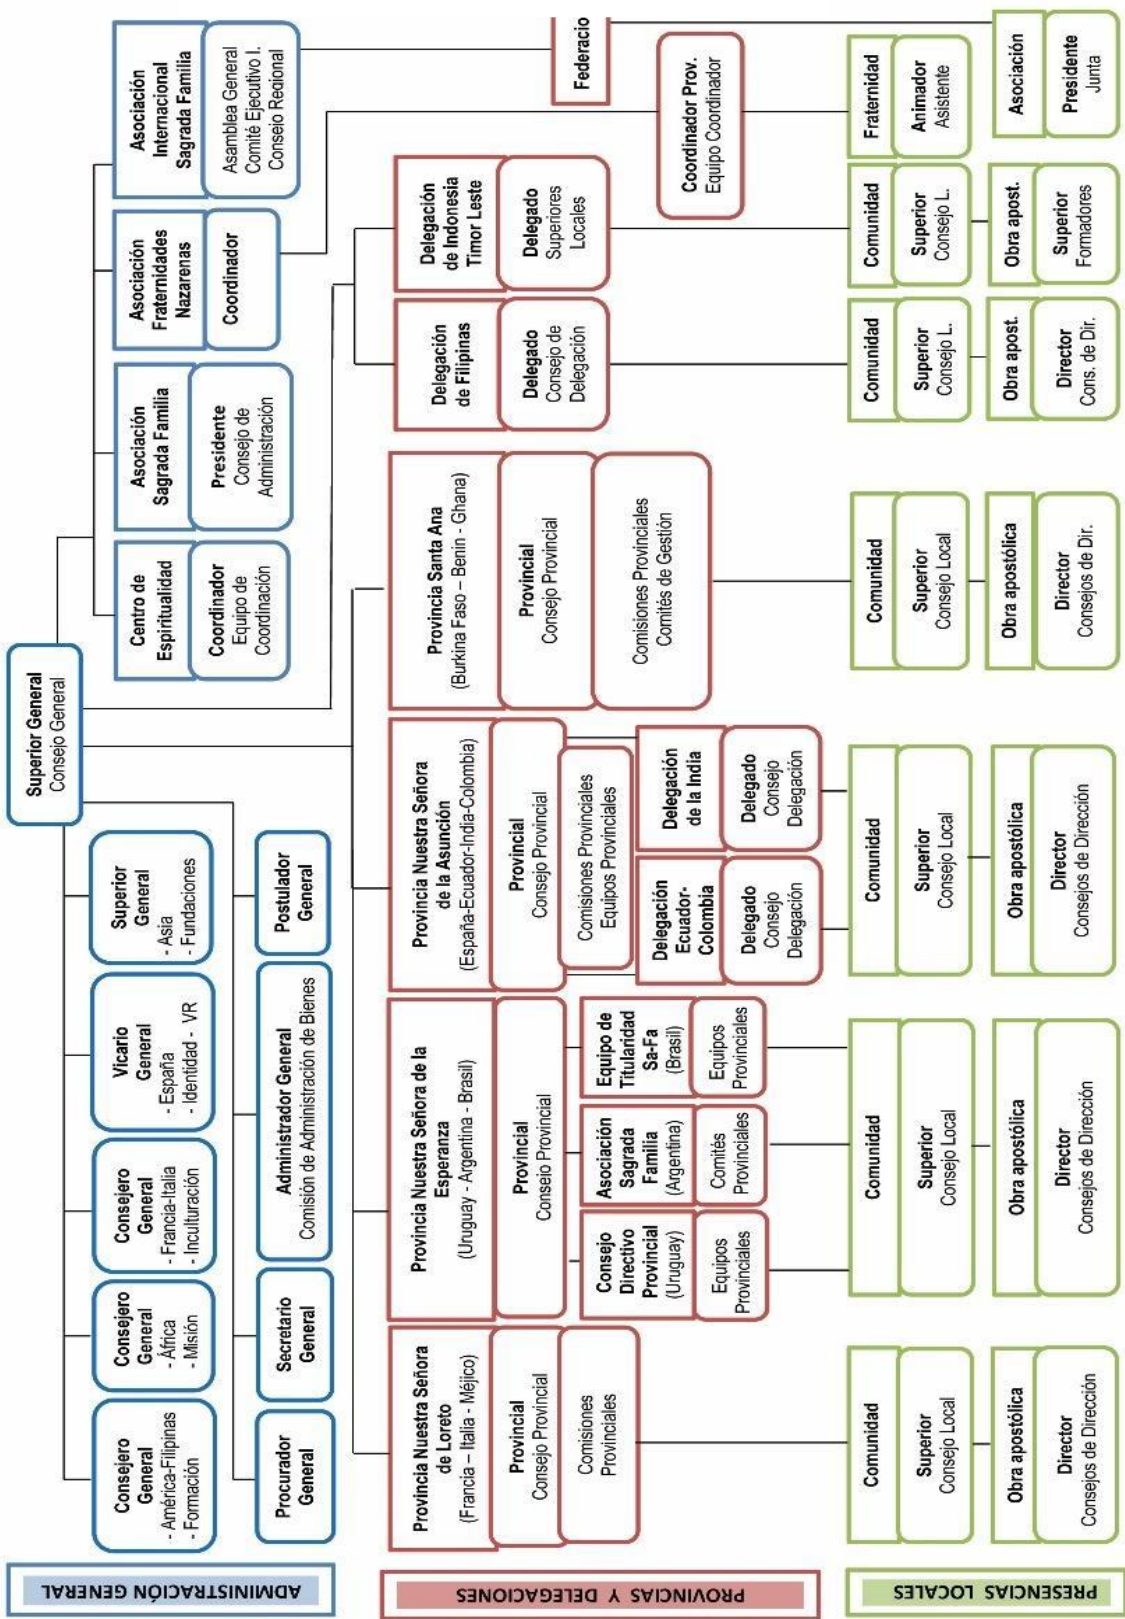 ADMINISTRACIÓN GENERAL
Superior General
Consejo General
Consejero
General
- América-Filipinas
- Formación
Consejero
General
- África
- Misión
Consejero
General
- Francia-Italia
- Inculturación
Vicario
General
- España
- Identidad - VR
Superior
General
- Asia
- Fundaciones
Procurador
General
Secretario
General
Administrador General
Comisión de Administración de Bienes
Postulador
General
Centro de
Espiritualidad
Coordinador
Equipo de
Coordinación
Asociación
Sagrada Familia
Presidente
Consejo de
Administración
Asociación
Fraternidades
Nazarenas
Coordinador
Asociación
Internacional
Sagrada Familia
Asamblea General
Comité Ejecutivo I.
Consejo Regional
PROVINCIAS Y DELEGACIONES
Provincia Nuestra Señora
de Loreto
(Francia – Italia - Méjico)
Provincial
Consejo Provincial
Comisiones
Provinciales
Provincia Nuestra Señora de la
Esperanza
(Uruguay - Argentina - Brasil)
Provincial
Consejo Provincial
Consejo
Directivo
Provincial
(Uruguay)
Equipos
Provinciales
Asociación
Sagrada
Familia
(Argentina)
Comités
Provinciales
Equipo de
Titularidad
Sa-Fa
(Brasil)
Equipos
Provinciales
Provincia Nuestra Señora
de la Asunción
(España-Ecuador-India-Colombia)
Provincial
Consejo Provincial
Comisiones Provinciales
Equipos Provinciales
Delegación
Ecuador-
Colombia
Delegado
Consejo
Delegación
Delegación
de la India
Delegado
Consejo
Delegación
Provincia Santa Ana
(Burkina Faso – Benin - Ghana)
Provincial
Consejo Provincial
Comisiones Provinciales
Comités de Gestión
Delegación
de Filipinas
Delegado
Consejo de
Delegación
Delegación
de Indonesia
Timor Leste
Delegado
Superiores
Locales
Coordinador Prov.
Equipo Coordinador
Federacio
PRESENCIAS LOCALES
Comunidad
Superior
Consejo Local
Obra apostólica
Director
Consejos de Dirección
Comunidad
Superior
Consejo Local
Obra apostólica
Director
Consejos de Dirección
Comunidad
Superior
Consejo Local
Obra apostólica
Director
Consejos de Dirección
Comunidad
Superior
Consejo Local
Obra apostólica
Director
Consejos de Dir.
Comunidad
Superior
Consejo L.
Obra apost.
Director
Cons. de Dir.
Comunidad
Superior
Consejo L.
Obra apost.
Superior
Formadores
Fraternidad
Animador
Asistente
Asociación
Presidente
Junta